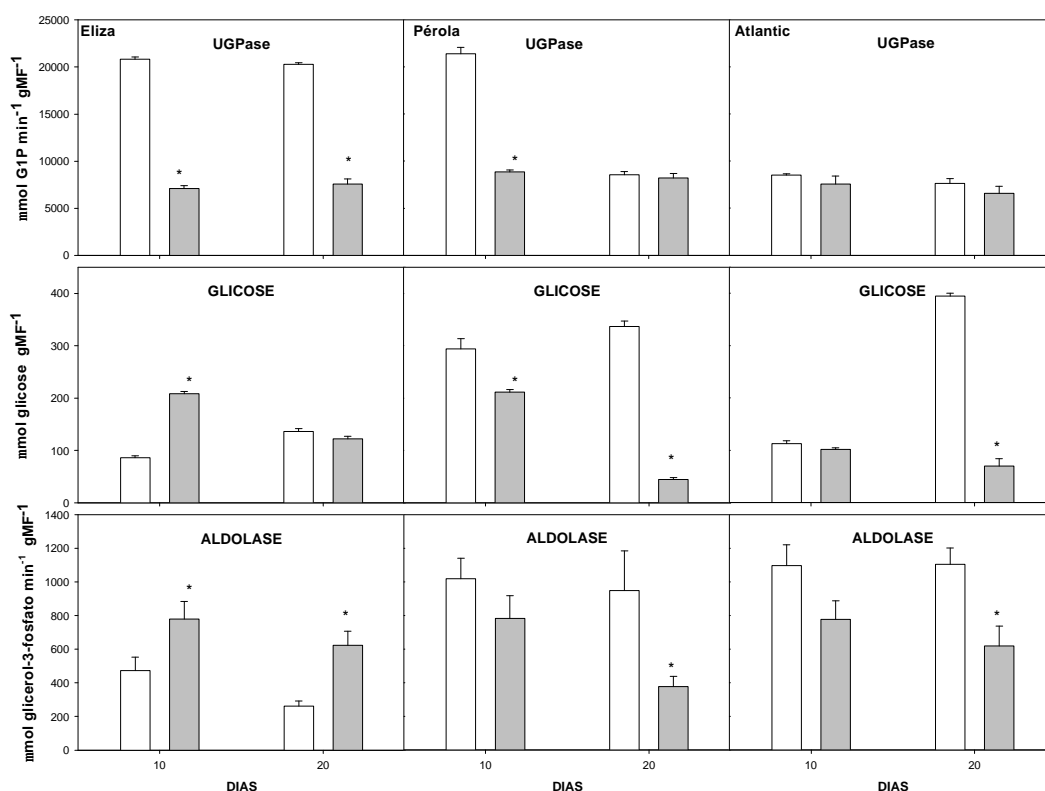 Eliza
UGPase
Pérola
UGPase
Atlantic
UGPase
mmol G1P min⁻¹ gMF⁻¹
25000
20000
15000
10000
5000
0
*
*
*
GLICOSE
GLICOSE
GLICOSE
mmol glicose gMF⁻¹
400
300
200
100
0
*
*
*
*
ALDOLASE
ALDOLASE
ALDOLASE
mmol glicerol-3-fosfato min⁻¹ gMF⁻¹
1400
1200
1000
800
600
400
200
0
*
*
*
*
10 20 10 20 10 20
DIAS DIAS DIAS